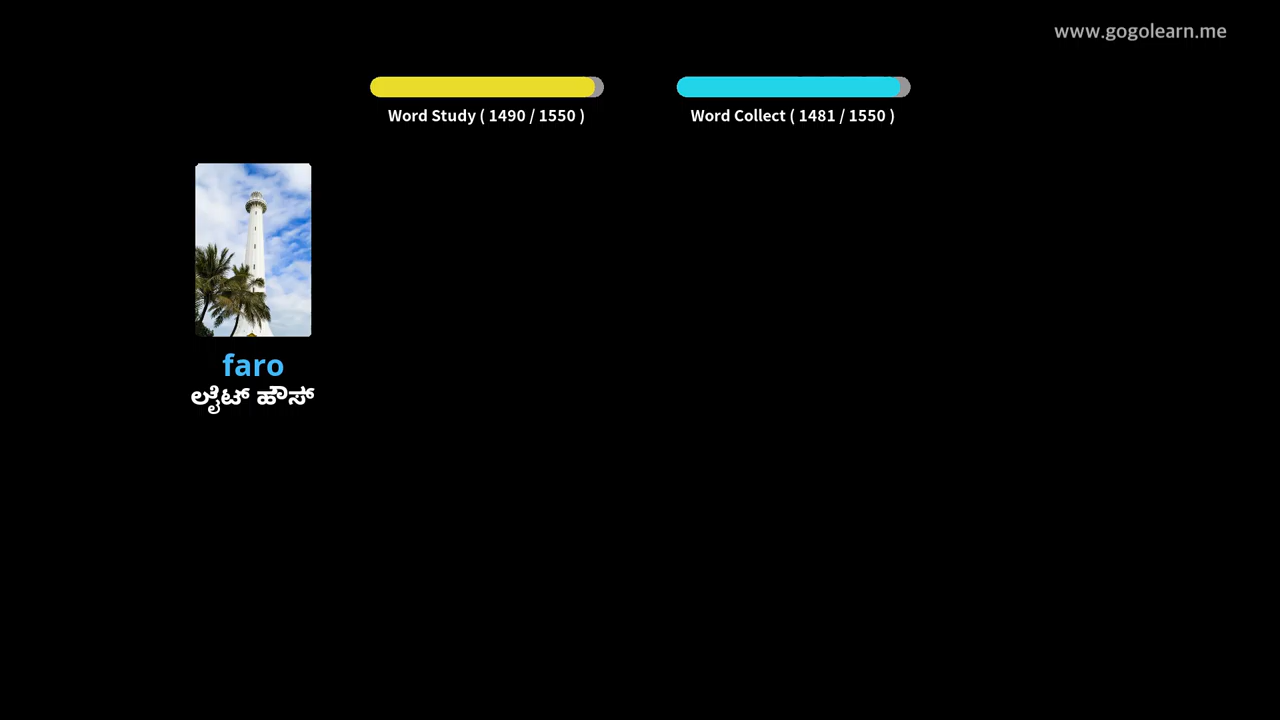 www.gogolearn.me
Word Study ( 1490 / 1550 )
Word Collect ( 1481 / 1550 )
faro
ಲೈಟ್ ಹೌಸ್